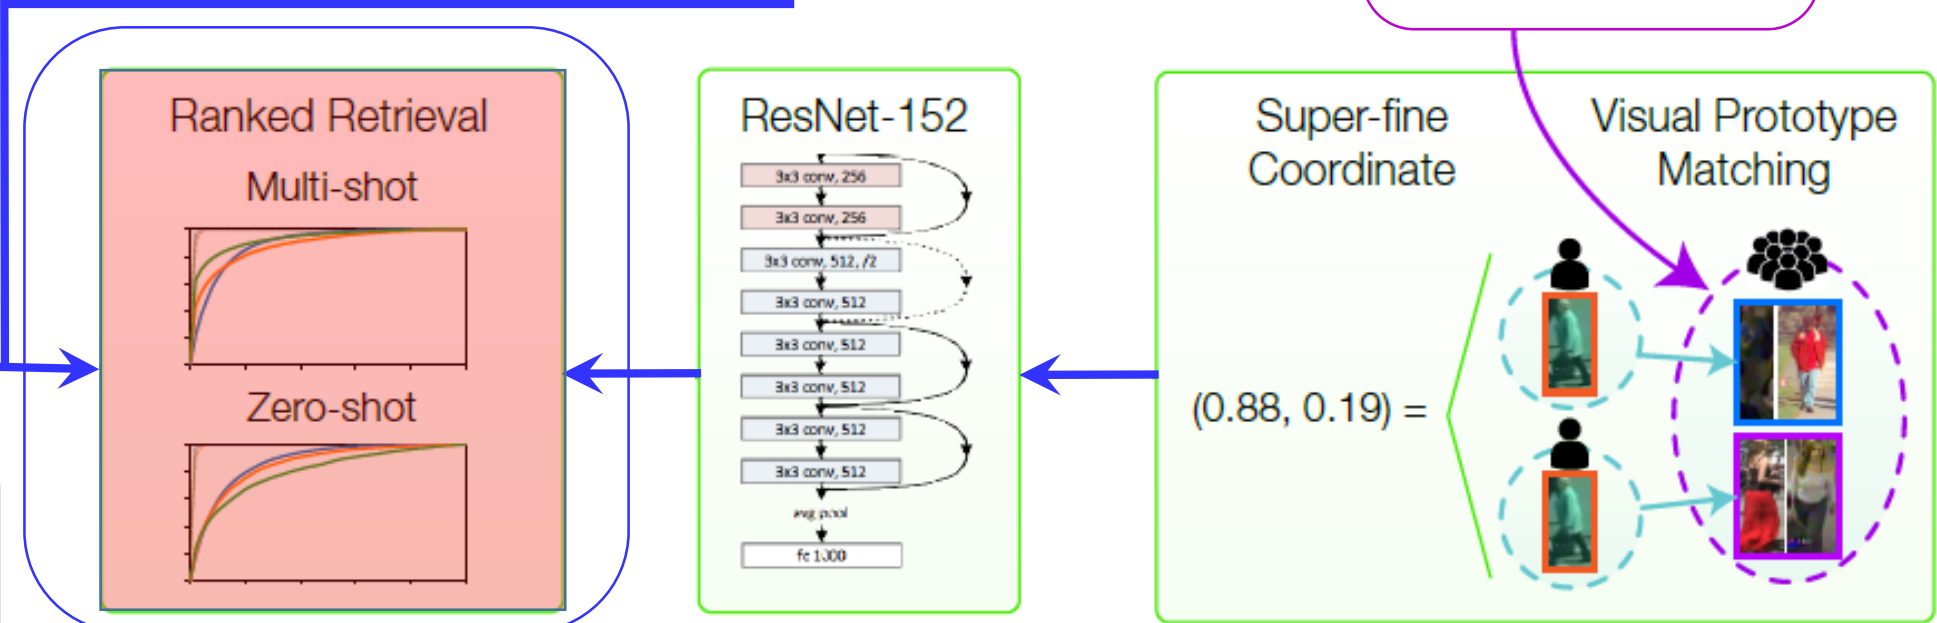 Ranked Retrieval
Multi-shot
Zero-shot
ResNet-152
3x3 conv, 256
3x3 conv, 256
3x3 conv, 512, /2
3x3 conv, 512
3x3 conv, 512
3x3 conv, 512
3x3 conv, 512
3x3 conv, 512
avg pool
fc 1000
Super-fine
Coordinate
Visual Prototype
Matching
(0.88, 0.19) =